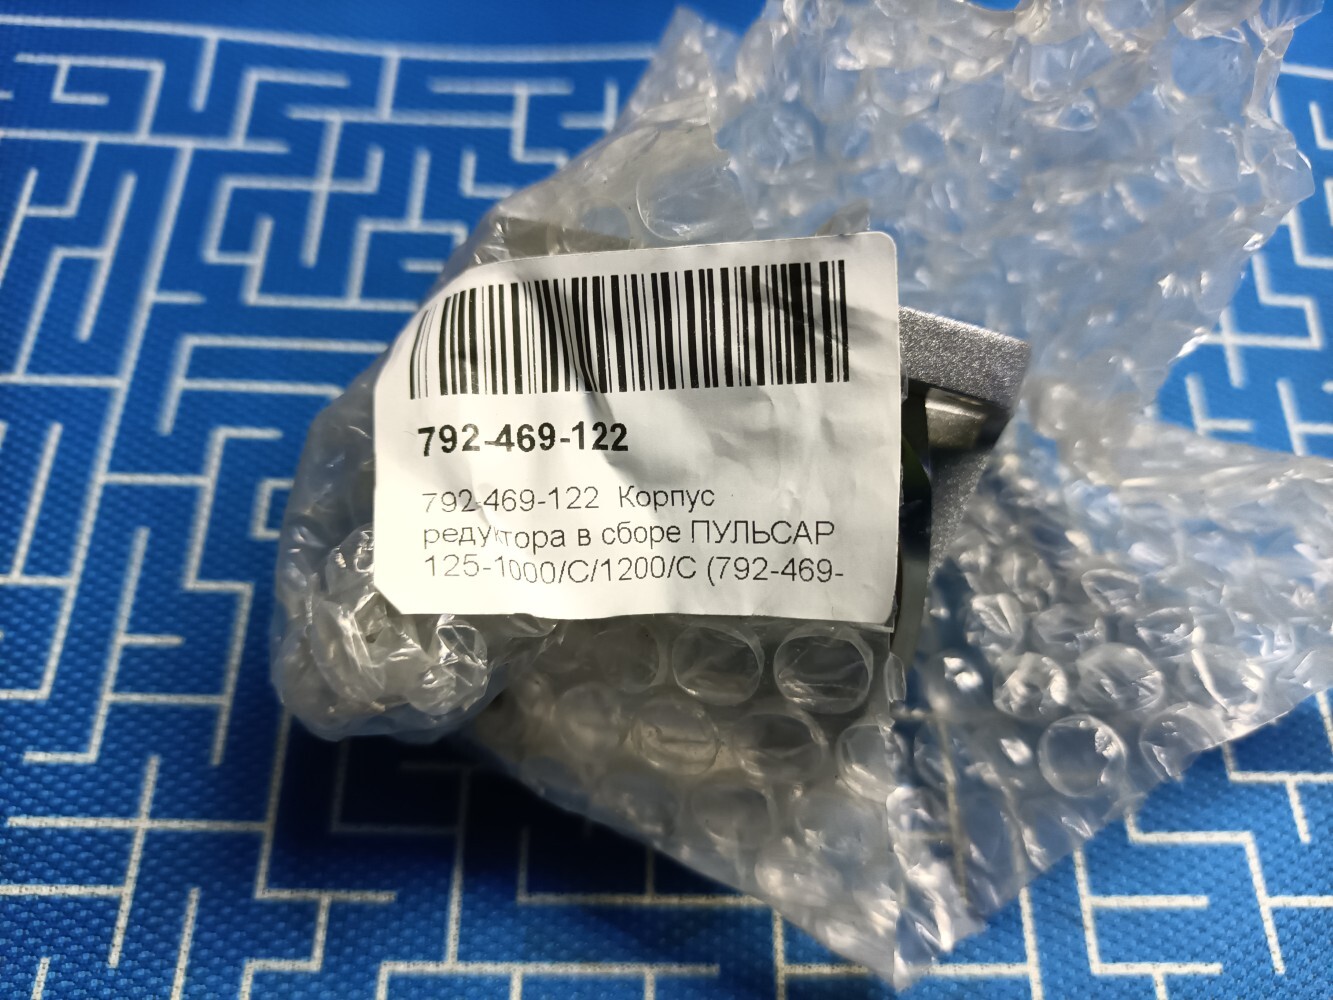 792-469-122
792-469-122 Корпус
редуктора в сборе ПУЛЬСАР
125-1000/С/1200/С (792-469-